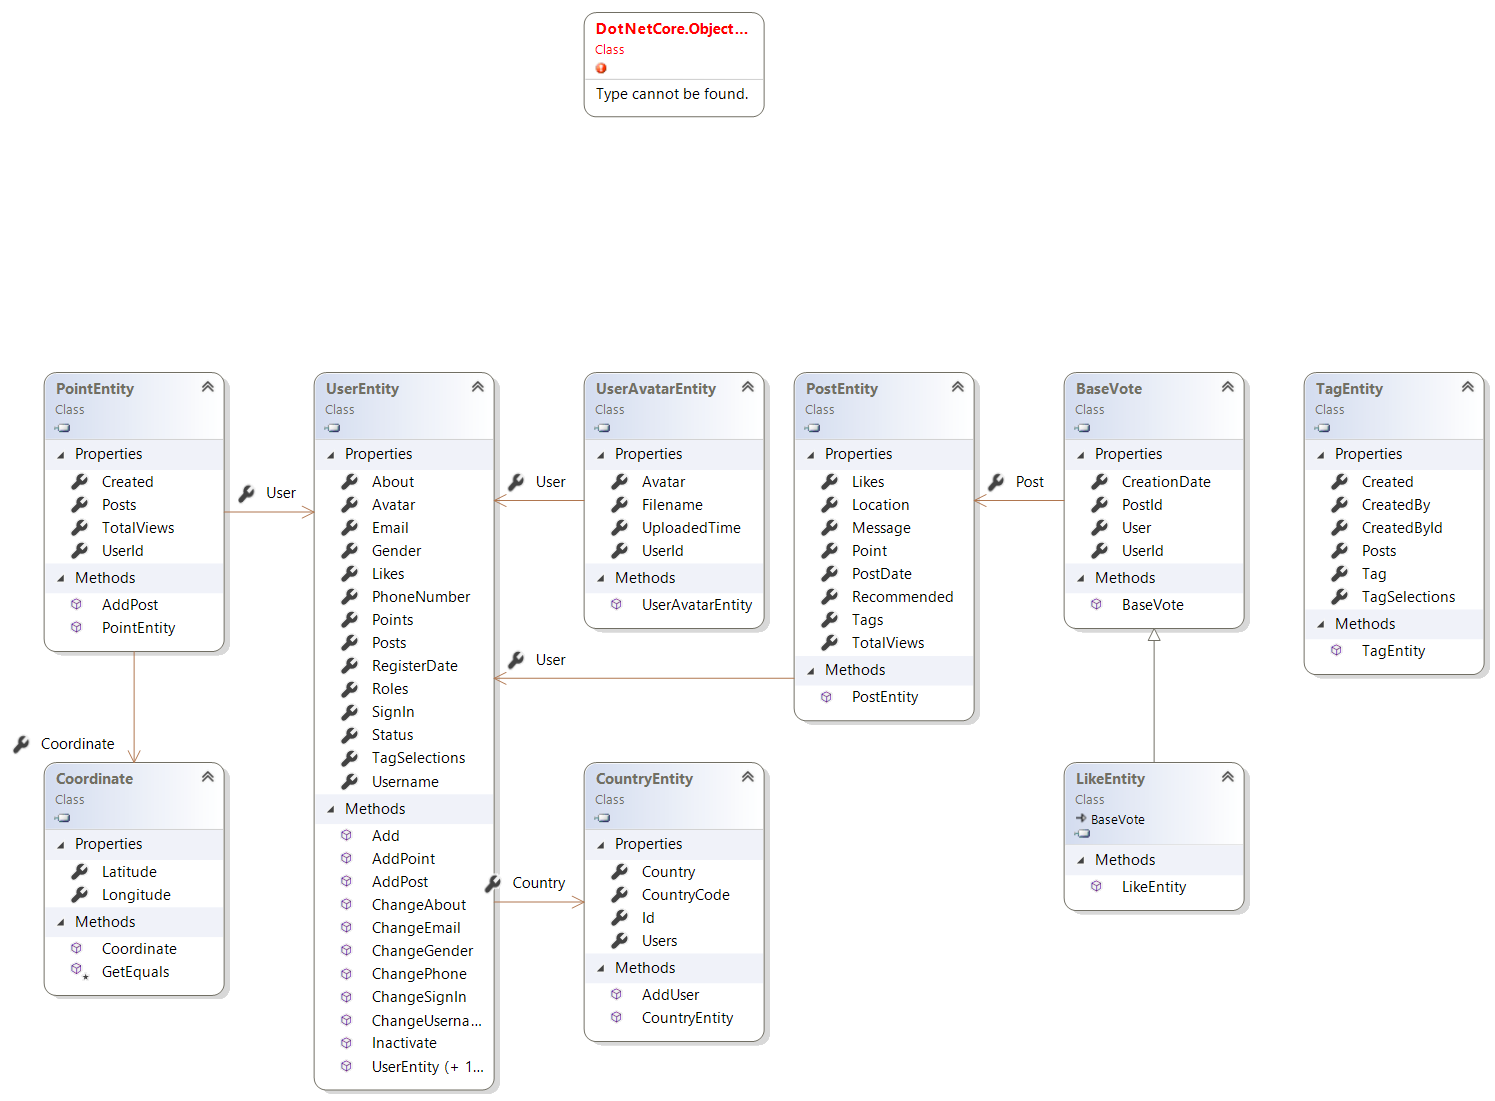 DotNetCore.Object...
Class
Type cannot be found.
PointEntity
Class
Properties
Created
Posts
TotalViews
UserId
Methods
AddPost
PointEntity
User
Coordinate
Coordinate
Class
Properties
Latitude
Longitude
Methods
Coordinate
GetEquals
UserEntity
Class
Properties
About
Avatar
Email
Gender
Likes
PhoneNumber
Points
Posts
RegisterDate
Roles
SignIn
Status
TagSelections
Username
Methods
Add
AddPoint
AddPost
ChangeAbout
ChangeEmail
ChangeGender
ChangePhone
ChangeSignIn
ChangeUserna...
Inactivate
UserEntity (+ 1...
User
User
Country
UserAvatarEntity
Class
Properties
Avatar
Filename
UploadedTime
UserId
Methods
UserAvatarEntity
CountryEntity
Class
Properties
Country
CountryCode
Id
Users
Methods
AddUser
CountryEntity
PostEntity
Class
Properties
Likes
Location
Message
Point
PostDate
Recommended
Tags
TotalViews
Methods
PostEntity
Post
BaseVote
Class
Properties
CreationDate
PostId
User
UserId
Methods
BaseVote
LikeEntity
Class
BaseVote
Methods
LikeEntity
TagEntity
Class
Properties
Created
CreatedBy
CreatedById
Posts
Tag
TagSelections
Methods
TagEntity